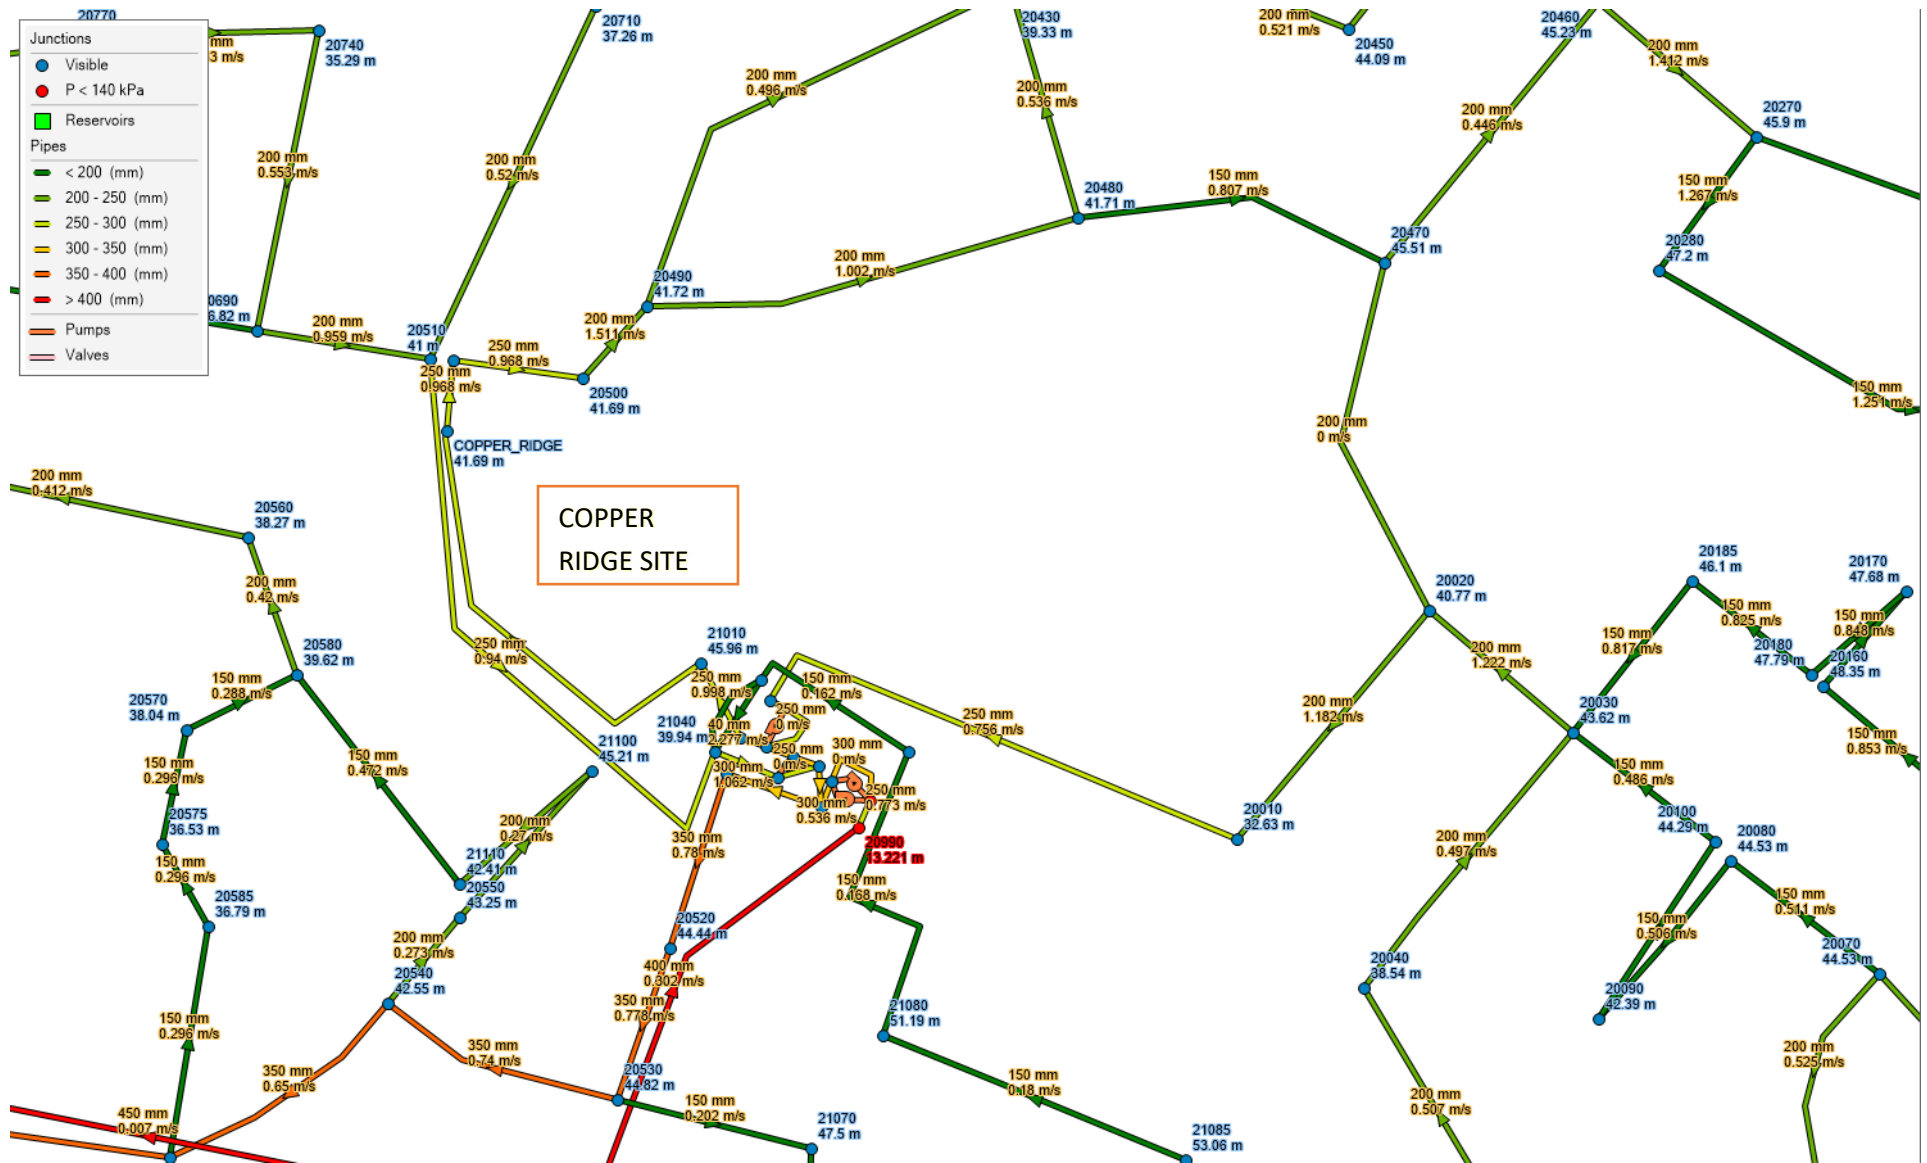 20770
Junctions
Visible
P < 140 kPa
Reservoirs
Pipes
< 200 (mm)
200 - 250 (mm)
250 - 300 (mm)
300 - 350 (mm)
350 - 400 (mm)
> 400 (mm)
Pumps
Valves
mm
3 m/s
20740
35.29 m
20710
37.26 m
20430
39.33 m
200 mm
0.521 m/s
20450
44.09 m
20460
45.23 m
200 mm
1.412 m/s
200 mm
0.496 m/s
200 mm
0.536 m/s
200 mm
0.446 m/s
20270
45.9 m
200 mm
0.553 m/s
200 mm
0.52 m/s
20480
41.71 m
150 mm
0.807 m/s
150 mm
1.267 m/s
20470
45.51 m
20280
47.2 m
200 mm
1.002 m/s
20490
41.72 m
0690
6.82 m
200 mm
0.959 m/s
20510
41 m
200 mm
1.511 m/s
250 mm
0.968 m/s
250 mm
0.968 m/s
20500
41.69 m
150 mm
1.251 m/s
200 mm
0 m/s
COPPER_RIDGE
41.69 m
200 mm
0.412 m/s
COPPER
RIDGE SITE
20560
38.27 m
200 mm
0.42 m/s
20020
40.77 m
20185
46.1 m
20170
47.68 m
150 mm
0.825 m/s
150 mm
0.848 m/s
150 mm
0.817 m/s
20180
47.79 m
20160
48.35 m
20580
39.62 m
250 mm
0.94 m/s
21010
45.96 m
200 mm
1.222 m/s
150 mm
0.288 m/s
20570
38.04 m
250 mm
0.998 m/s
150 mm
0.162 m/s
250 mm
0 m/s
21040
39.94 m
40 mm
2.277 m/s
250 mm
0.756 m/s
200 mm
1.182 m/s
20030
43.62 m
150 mm
0.853 m/s
21100
45.21 m
150 mm
0.472 m/s
250 mm
0 m/s
300 mm
0 m/s
300 mm
1.062 m/s
150 mm
0.296 m/s
150 mm
0.486 m/s
250 mm
0.773 m/s
300 mm
0.536 m/s
20575
36.53 m
200 mm
0.27 m/s
20010
32.63 m
20100
44.29 m
20080
44.53 m
350 mm
0.78 m/s
20990
13.221 m
200 mm
0.497 m/s
21110
42.41 m
20550
43.25 m
150 mm
0.296 m/s
150 mm
0.168 m/s
150 mm
0.511 m/s
20585
36.79 m
20520
44.44 m
150 mm
0.506 m/s
200 mm
0.273 m/s
20070
44.53 m
400 mm
0.302 m/s
20040
38.54 m
20540
42.55 m
20090
42.39 m
350 mm
0.778 m/s
21080
51.19 m
150 mm
0.296 m/s
350 mm
0.74 m/s
200 mm
0.525 m/s
350 mm
0.65 m/s
20530
44.82 m
150 mm
0.18 m/s
200 mm
0.507 m/s
150 mm
0.202 m/s
450 mm
0.007 m/s
21070
47.5 m
21085
53.06 m